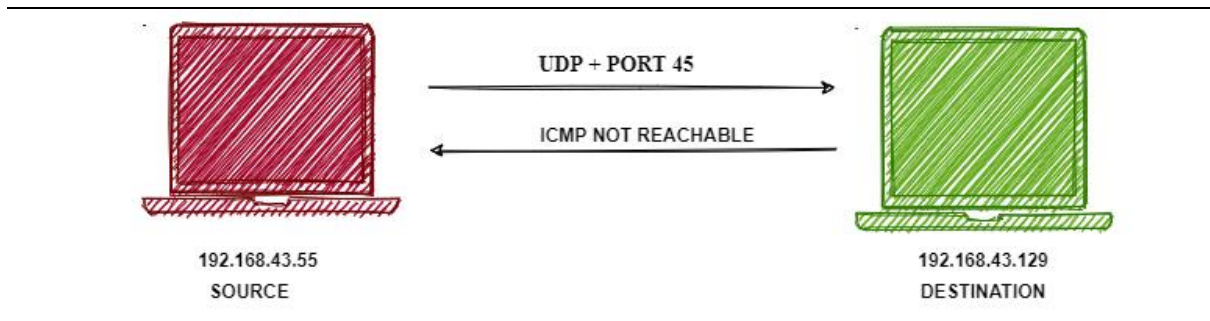 UDP + PORT 45
ICMP NOT REACHABLE
192.168.43.55
SOURCE
192.168.43.129
DESTINATION